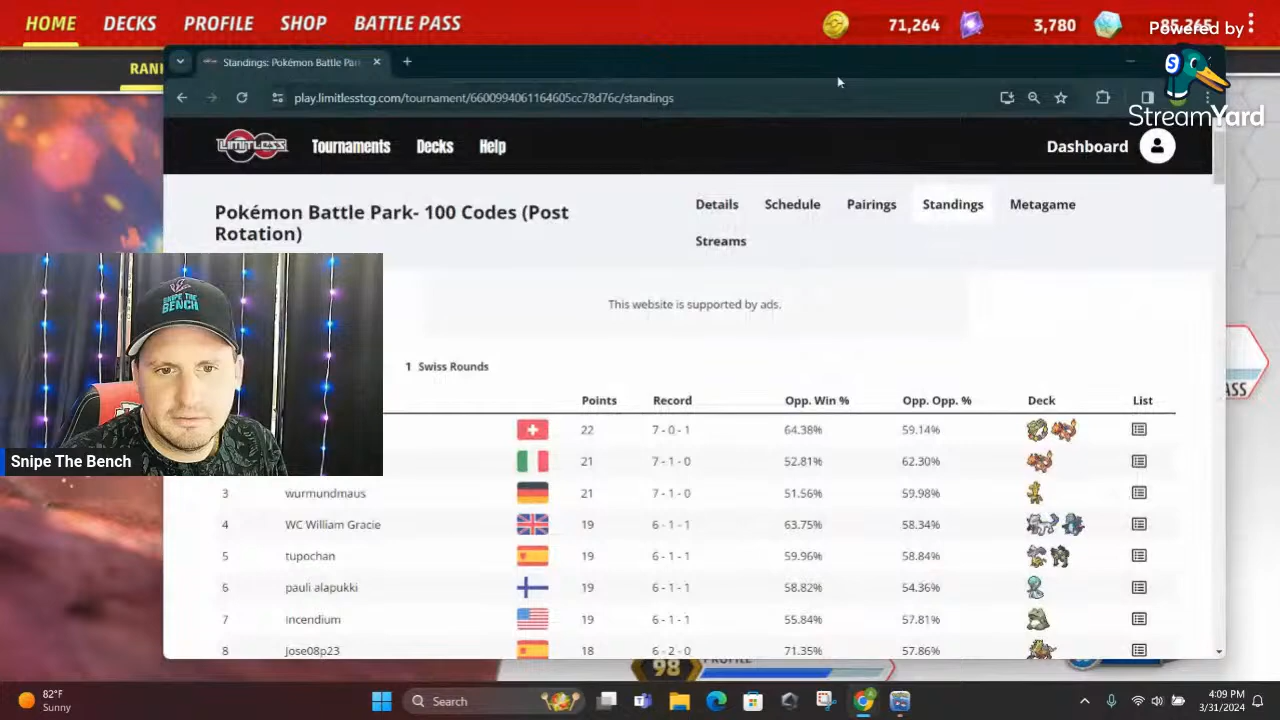 HOME DECKS PROFILE SHOP BATTLE PASS 71,264 3,780 85,265
Powered by
StreamYard
Standings: Pokémon Battle Par
play.limitlesstcg.com/tournament/6600994061164605cc78d76c/standings
LIMITLESS Tournaments Decks Help Dashboard
Pokémon Battle Park- 100 Codes (Post Rotation)
Details Schedule Pairings Standings Metagame
Streams
This website is supported by ads.
1 Swiss Rounds
Points Record Opp. Win % Opp. Opp. % Deck List
22 7 - 0 - 1 64.38% 59.14%
21 7 - 1 - 0 52.81% 62.30%
3 wurmundmaus 21 7 - 1 - 0 51.56% 59.98%
4 WC William Gracie 19 6 - 1 - 1 63.75% 58.34%
5 tupochan 19 6 - 1 - 1 59.96% 58.84%
6 pauli alapukki 19 6 - 1 - 1 58.82% 54.36%
7 Incendium 19 6 - 1 - 1 55.84% 57.81%
8 Jose08p23 18 6 - 2 - 0 71.35% 57.86%
SNIPE THE
BENCH
Snipe The Bench
98 PROFILE
82°F
Sunny
Search
4:09 PM
3/31/2024